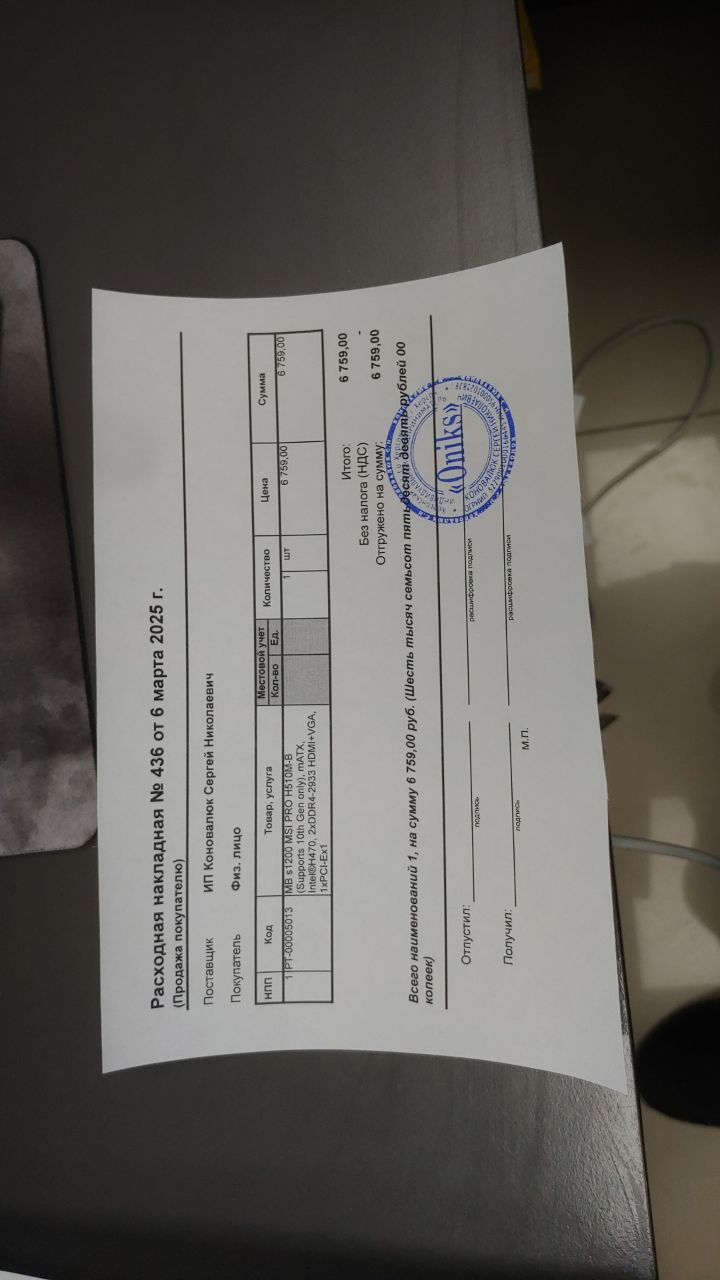 Расходная накладная № 436 от 6 марта 2025 г.
(Продажа покупателю)
Поставщик ИП Коновалюк Сергей Николаевич
Покупатель Физ. лицо
НПП Код Товар, услуга Местовой учет Количество Цена Сумма
Кол-во Ед.
1 РТ-00005013 MB s1200 MSI PRO H510M-B 1 шт 6 759,00 6 759,00
(Supports 10th Gen only), mATX,
Intel®H470, 2xDDR4-2933 HDMI+VGA,
1xPCI-Ex1
Итого: 6 759,00
Без налога (НДС) -
Отгружено на сумму: 6 759,00
Всего наименований 1, на сумму 6 759,00 руб. (Шесть тысяч семьсот пятьдесят девять рублей 00
копеек)
Отпустил:
подпись расшифровка подписи
Получил:
подпись расшифровка подписи
М.П.
«Oniks»
КОНОВАЛЮК СЕРГЕЙ НИКОЛАЕВИЧ